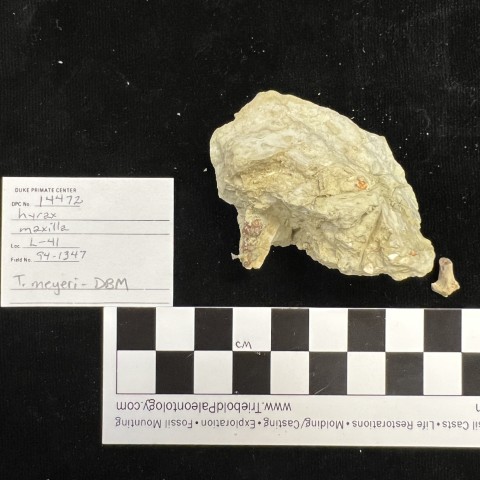 DUKE PRIMATE CENTER
DPC No. 14472
hyrax
maxilla
Loc. L-41
Field No. 94-1347
T. meyeri - DBM
cm
www.TrieboldPaleontology.com
il Casts • Life Restorations • Molding/Casting • Exploration • Fossil Mounting